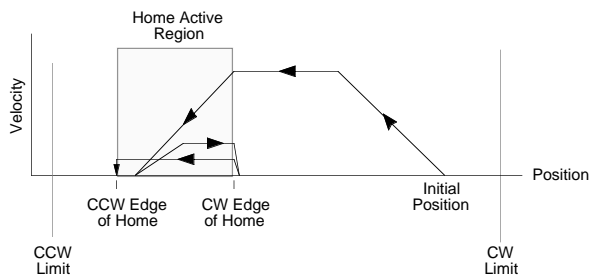 Home Active
Region
Velocity
Position
CCW Edge
of Home
CW Edge
of Home
Initial
Position
CCW
Limit
CW
Limit